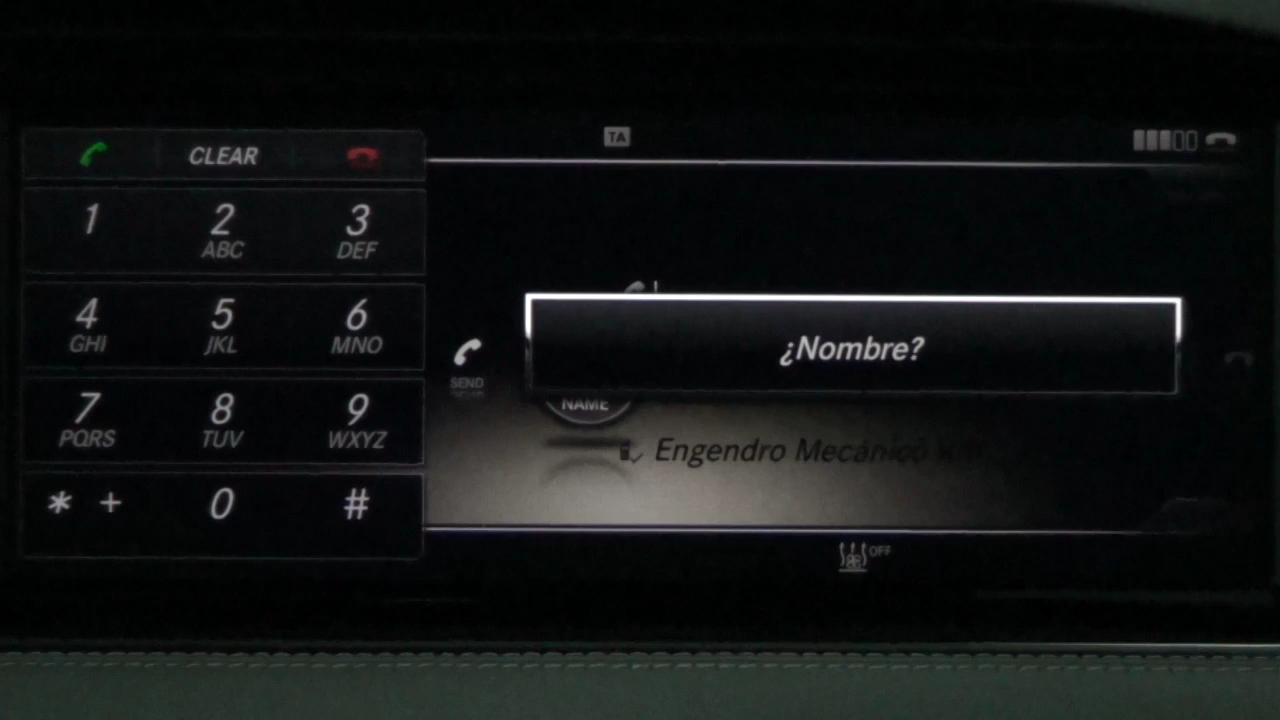 TA
CLEAR
1
2
ABC
3
DEF
4
GHI
5
JKL
6
MNO
7
PQRS
8
TUV
9
WXYZ
* +
0
#
¿Nombre?
SEND
NAME
Engendro Mecánico
OFF